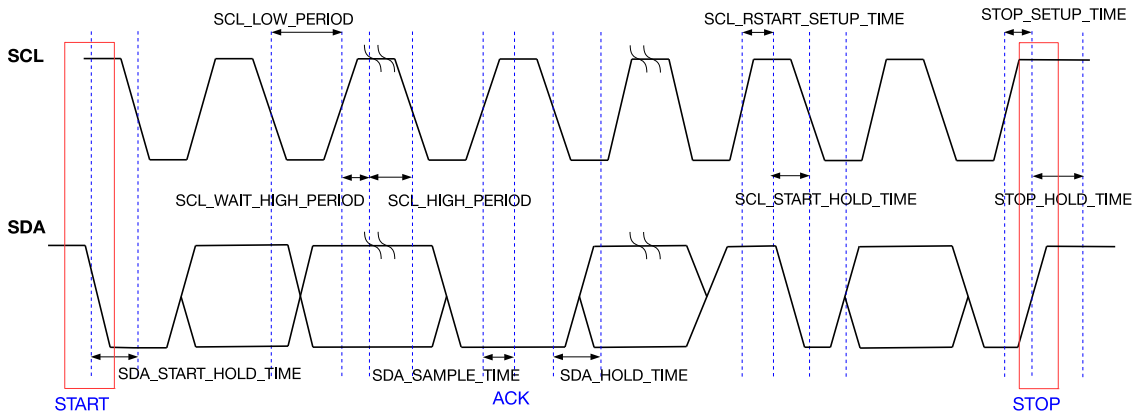 SCL_LOW_PERIOD
SCL_RSTART_SETUP_TIME
STOP_SETUP_TIME
SCL
SCL_WAIT_HIGH_PERIOD
SCL_HIGH_PERIOD
SCL_START_HOLD_TIME
STOP_HOLD_TIME
SDA
SDA_START_HOLD_TIME
SDA_SAMPLE_TIME
SDA_HOLD_TIME
START
ACK
STOP